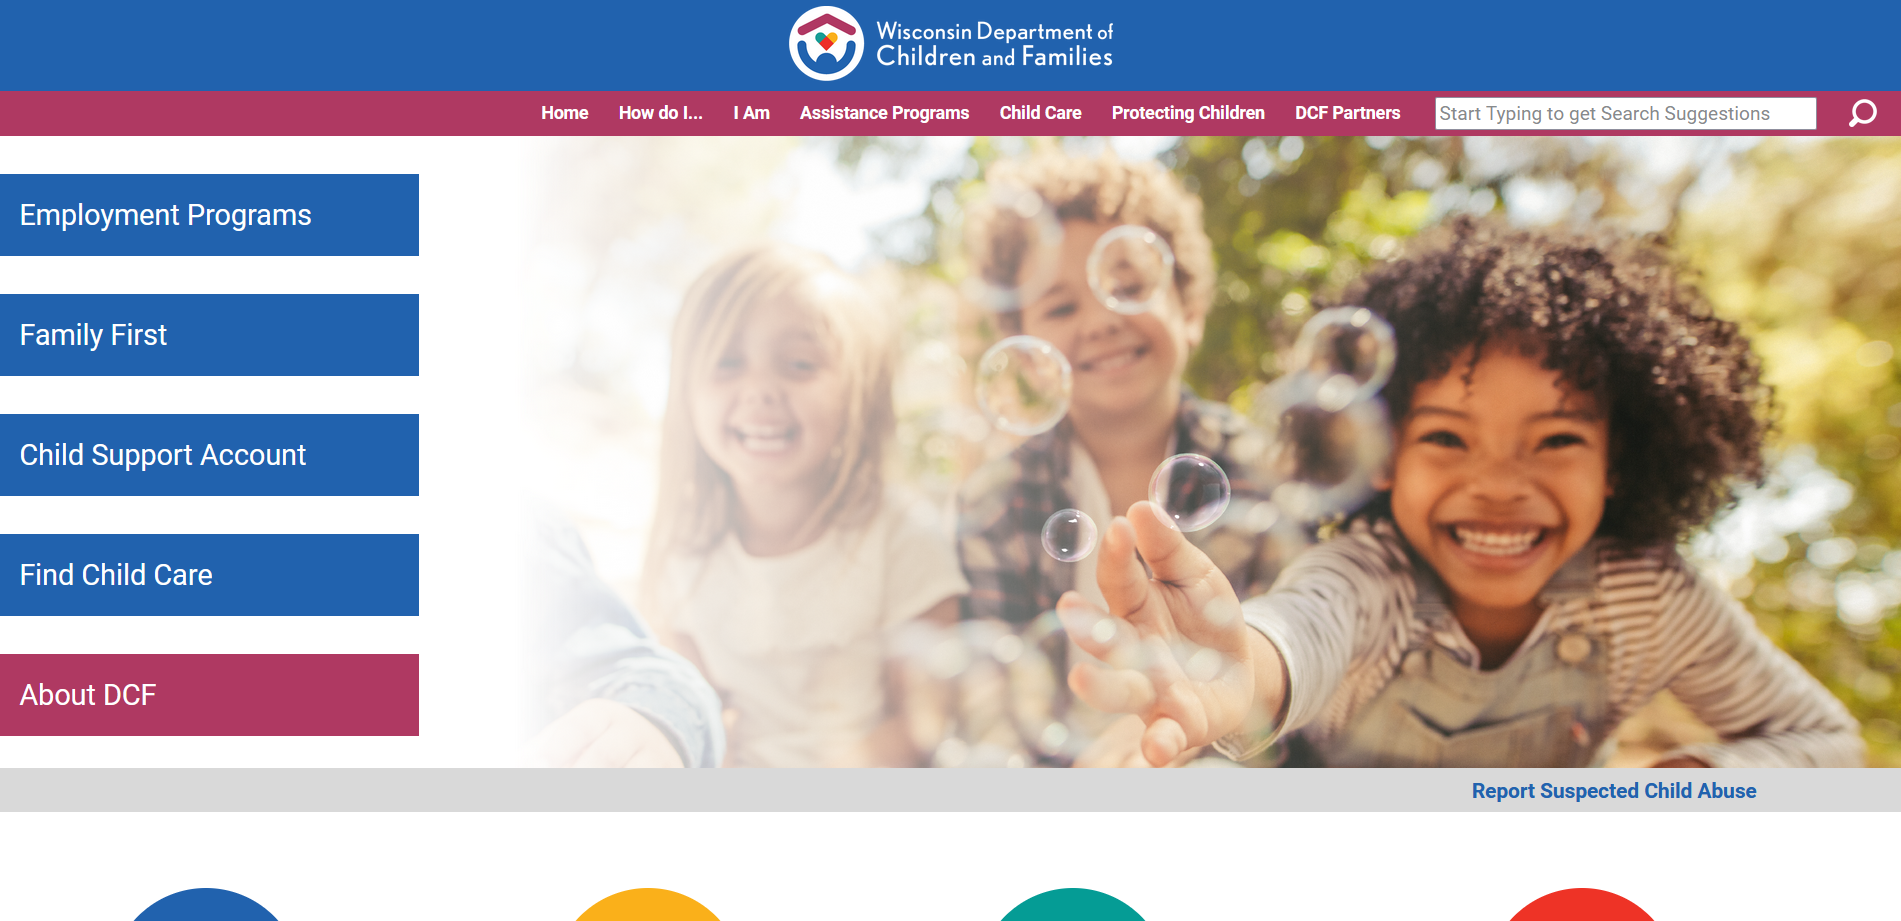 Wisconsin Department of
Children and Families
Home How do I... I Am Assistance Programs Child Care Protecting Children DCF Partners Start Typing to get Search Suggestions
Employment Programs
Family First
Child Support Account
Find Child Care
About DCF
Report Suspected Child Abuse